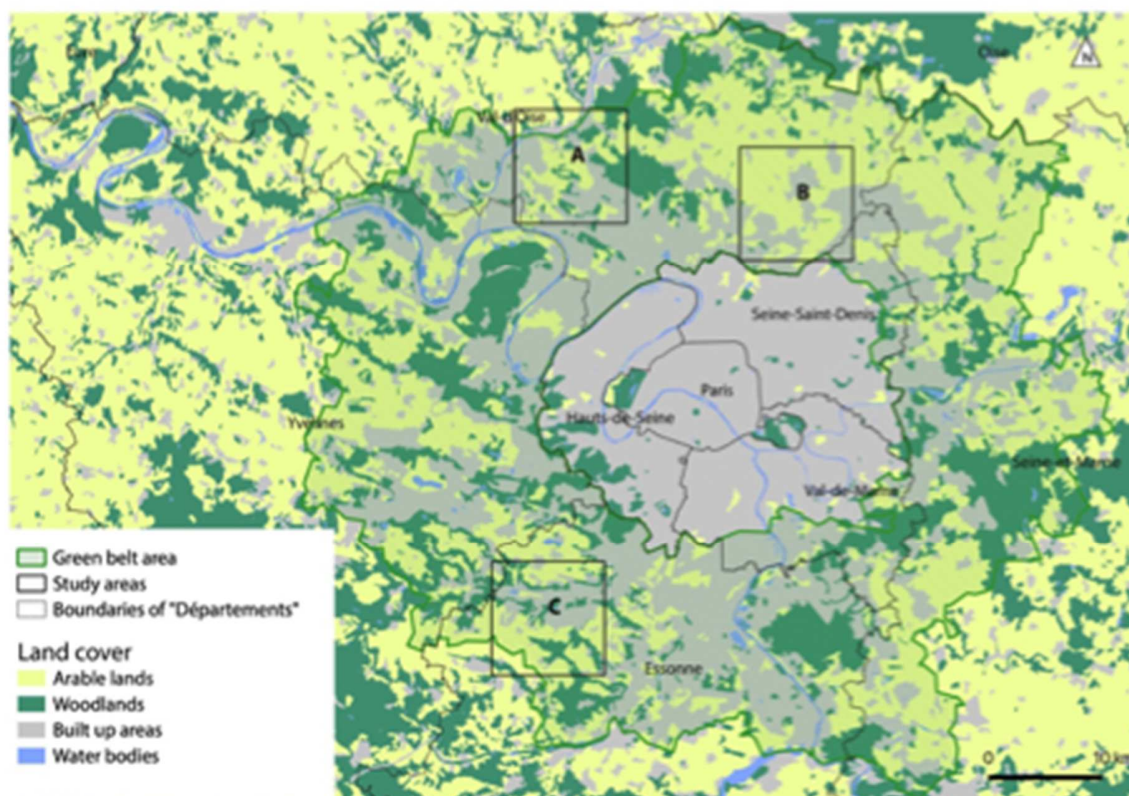 Eure
Oise
N
Val-d'Oise
A
B
Seine-Saint-Denis
Paris
Hauts-de-Seine
Yvelines
Seine-et-Marne
Val-de-Marne
Green belt area
Study areas
Boundaries of "Départements"
C
Land cover
Essonne
Arable lands
Woodlands
Built up areas
Water bodies
0 10 km